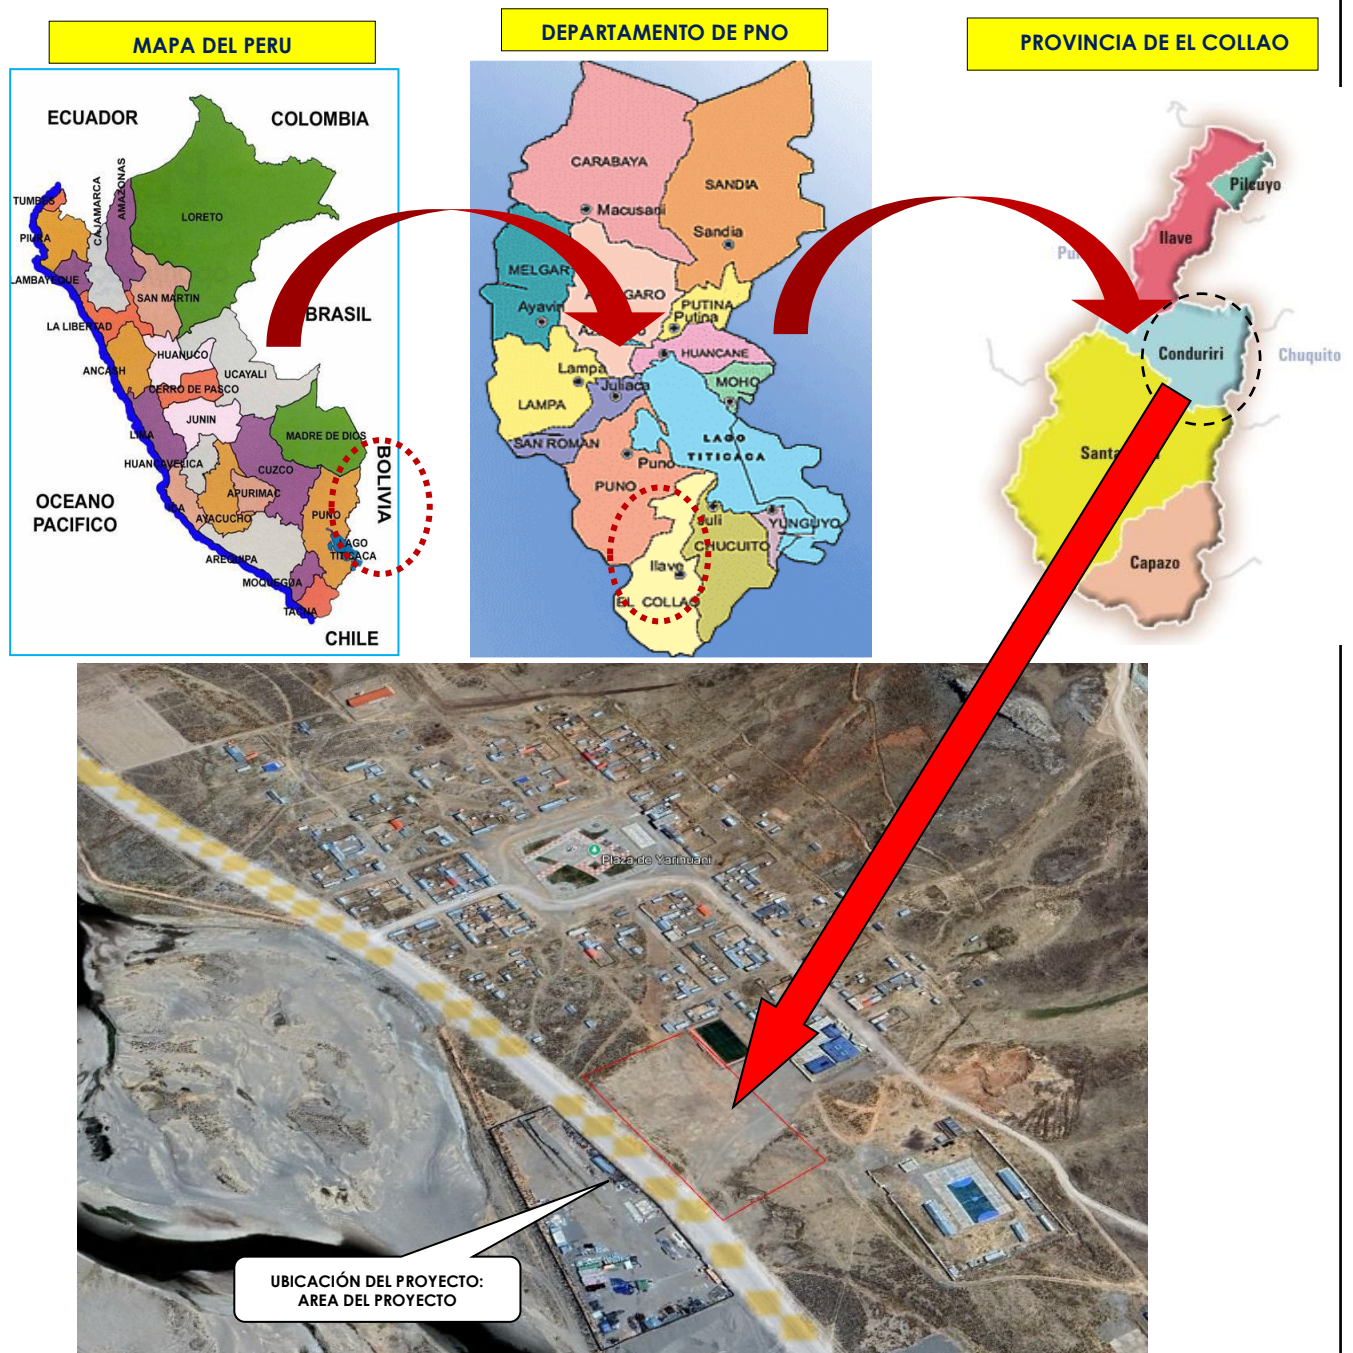 MAPA DEL PERU
DEPARTAMENTO DE PNO
PROVINCIA DE EL COLLAO
ECUADOR
COLOMBIA
TUMBES
PIURA
CAJAMARCA
AMAZONAS
LORETO
LAMBAYEQUE
SAN MARTIN
LA LIBERTAD
BRASIL
HUANUCO
ANCASH
UCAYALI
CERRO DE PASCO
JUNIN
LIMA
MADRE DE DIOS
HUANCAVELICA
CUZCO
BOLIVIA
OCEANO
PACIFICO
APURIMAC
ICA
AYACUCHO
PUNO
LAGO
TITICACA
AREQUIPA
MOQUEGUA
TACNA
CHILE
CARABAYA
SANDIA
Macusani
Sandia
MELGAR
Ayaviri
PUTINA
Putina
HUANCANE
Lampa
Juliaca
MOHO
LAMPA
SAN ROMAN
LAGO
TITICACA
Puno
PUNO
Juli
YUNGUYO
CHUCUITO
Ilave
EL COLLAO
Pilcuyo
Ilave
Conduriri
Chuquito
Capazo
Plaza de Yarihuani
UBICACIÓN DEL PROYECTO:
AREA DEL PROYECTO